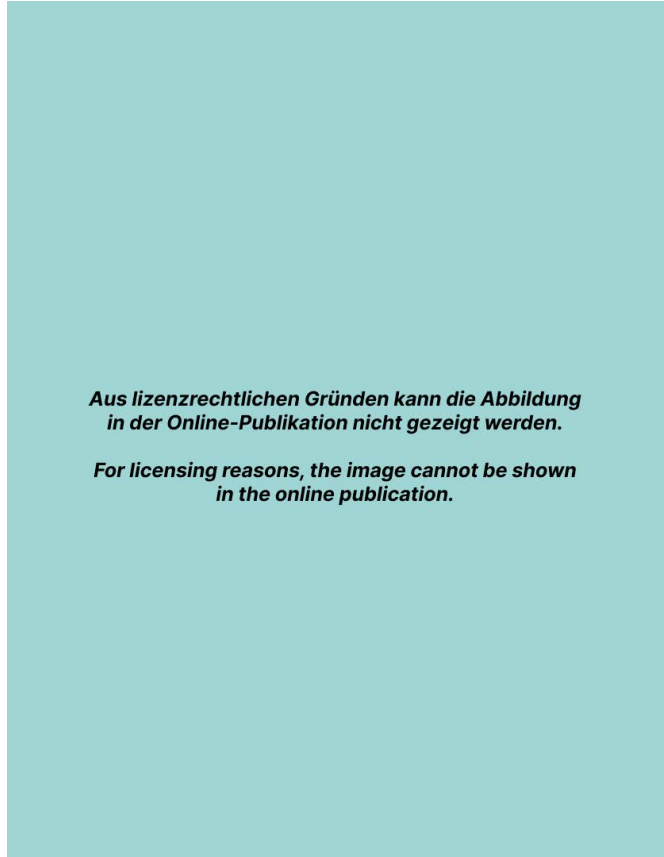 Aus lizenzrechtlichen Gründen kann die Abbildung
in der Online-Publikation nicht gezeigt werden.
For licensing reasons, the image cannot be shown
in the online publication.